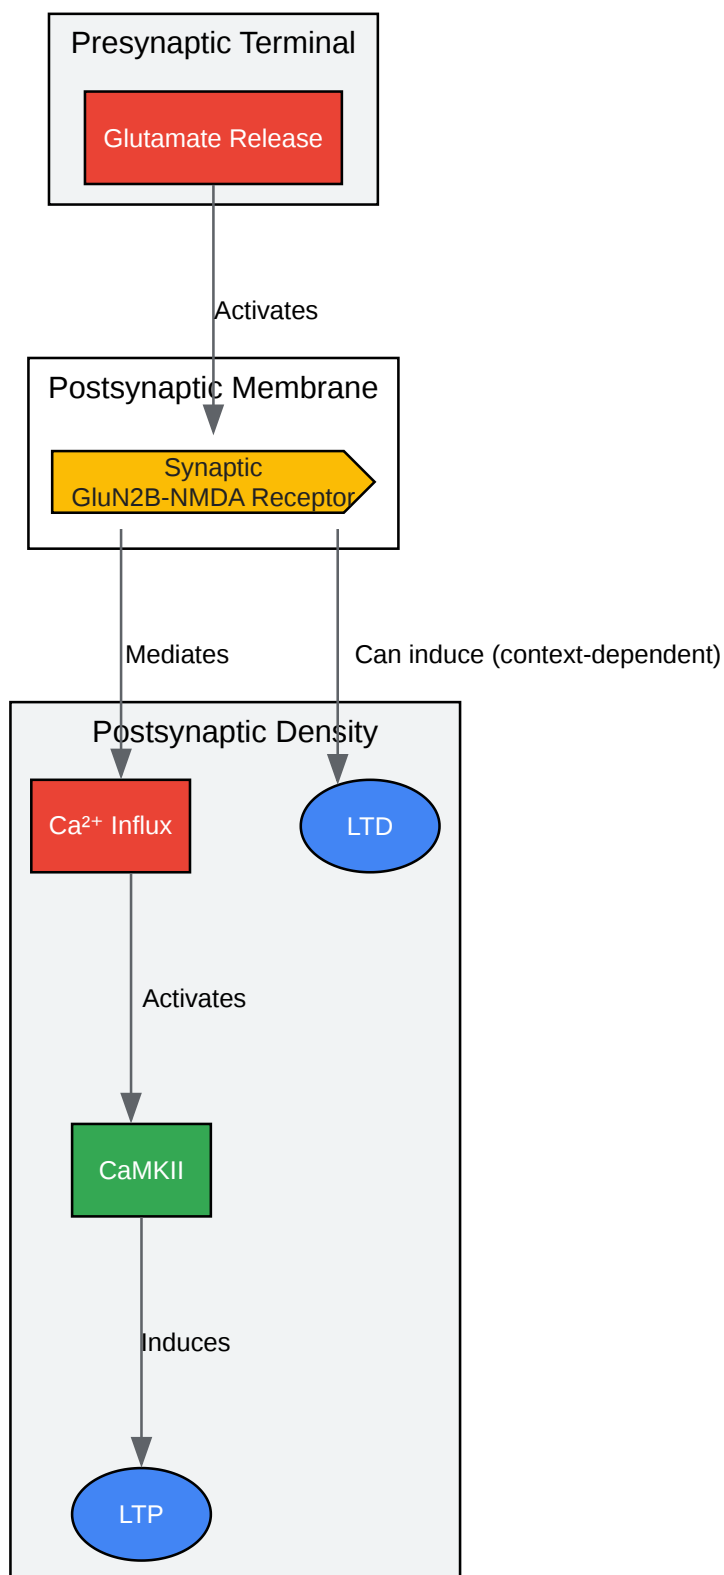 Presynaptic Terminal
Glutamate Release
Activates
Postsynaptic Membrane
Synaptic
GluN2B-NMDA Receptor
Mediates
Can induce (context-dependent)
Postsynaptic Density
Ca²⁺ Influx
LTD
Activates
CaMKII
Induces
LTP